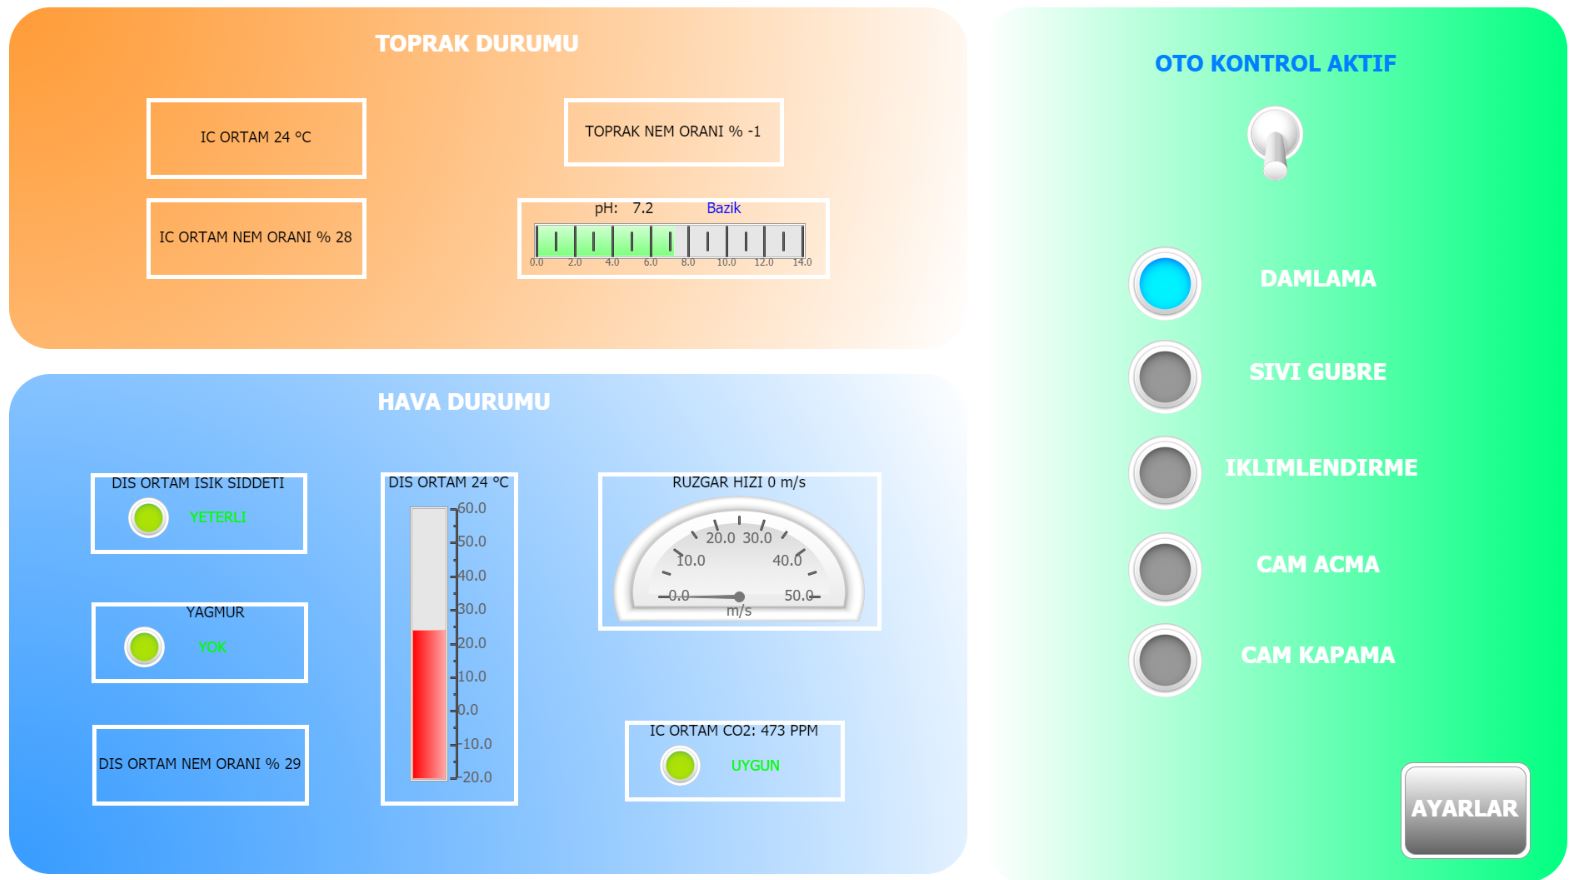 TOPRAK DURUMU
IC ORTAM 24 °C
TOPRAK NEM ORANI % -1
IC ORTAM NEM ORANI % 28
pH: 7.2 Bazik
0.0 2.0 4.0 6.0 8.0 10.0 12.0 14.0
HAVA DURUMU
DIS ORTAM ISIK SIDDETI
YETERLI
YAGMUR
YOK
DIS ORTAM NEM ORANI % 29
DIS ORTAM 24 °C
60.0
50.0
40.0
30.0
20.0
10.0
0.0
-10.0
-20.0
RUZGAR HIZI 0 m/s
20.0 30.0
10.0 40.0
0.0 50.0
m/s
IC ORTAM CO2: 473 PPM
UYGUN
OTO KONTROL AKTIF
DAMLAMA
SIVI GUBRE
IKLIMLENDIRME
CAM ACMA
CAM KAPAMA
AYARLAR